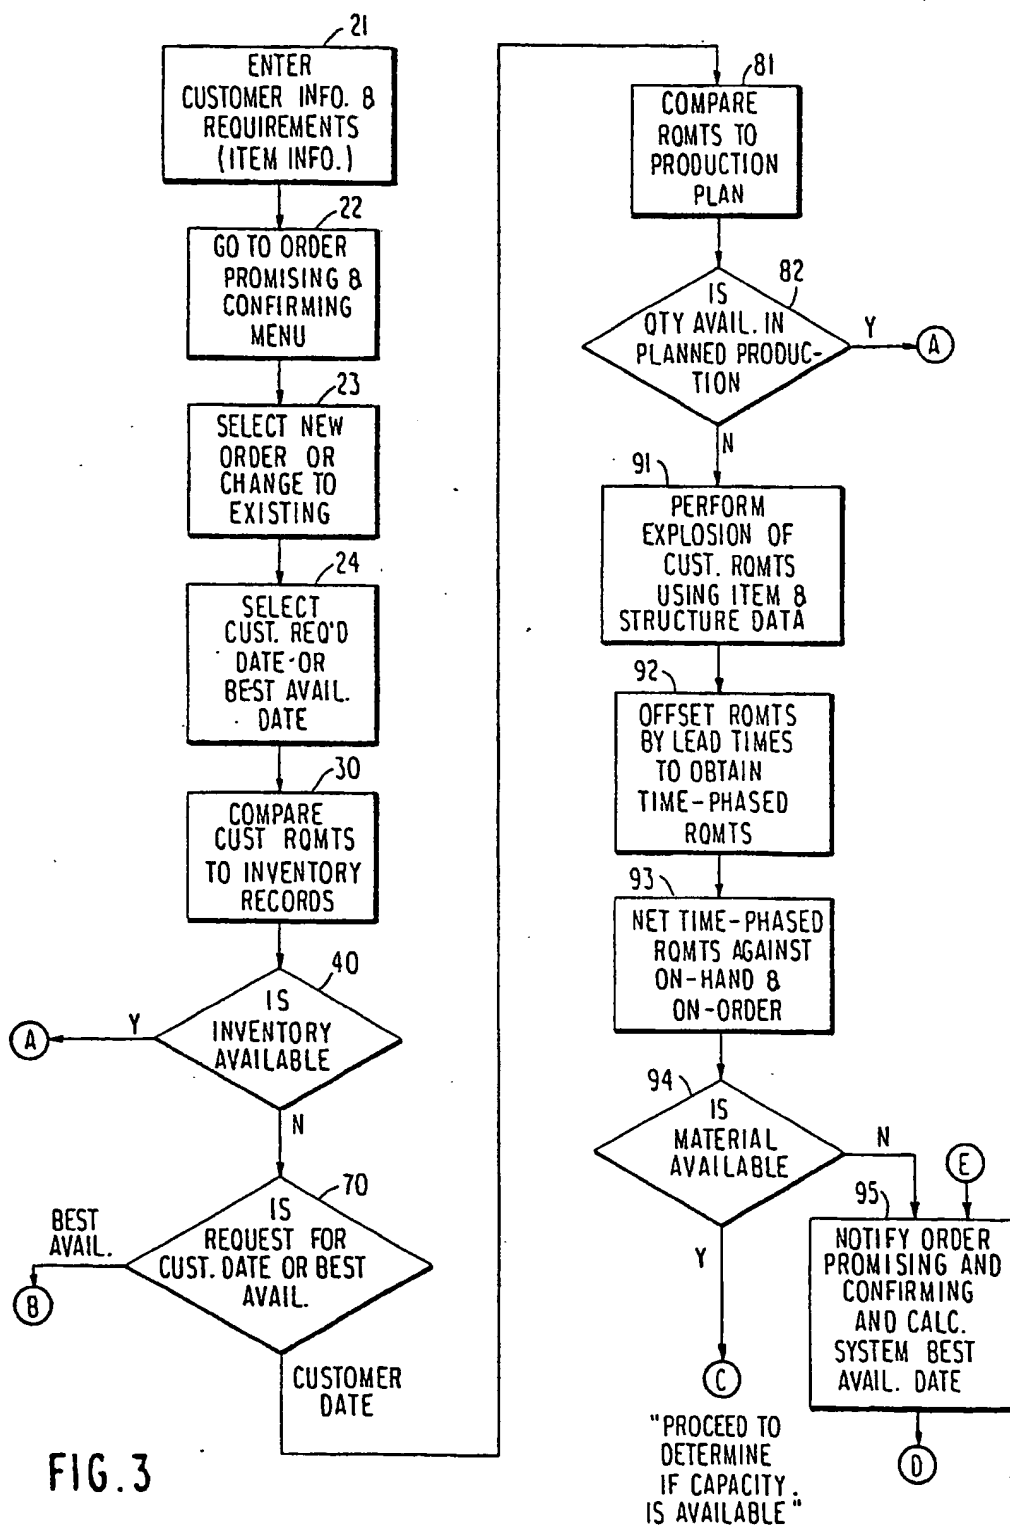 21
ENTER
CUSTOMER INFO. &
REQUIREMENTS
(ITEM INFO.)
22
GO TO ORDER
PROMISING &
CONFIRMING
MENU
23
SELECT NEW
ORDER OR
CHANGE TO
EXISTING
24
SELECT
CUST. REQ'D
DATE OR
BEST AVAIL.
DATE
30
COMPARE
CUST RQMTS
TO INVENTORY
RECORDS
40
IS
INVENTORY
AVAILABLE
Y
A
N
70
IS
REQUEST FOR
CUST. DATE OR BEST
AVAIL.
BEST
AVAIL.
B
CUSTOMER
DATE
81
COMPARE
RQMTS TO
PRODUCTION
PLAN
82
IS
QTY AVAIL. IN
PLANNED PRODUC-
TION
Y
A
N
91
PERFORM
EXPLOSION OF
CUST. RQMTS
USING ITEM &
STRUCTURE DATA
92
OFFSET RQMTS
BY LEAD TIMES
TO OBTAIN
TIME-PHASED
RQMTS
93
NET TIME-PHASED
RQMTS AGAINST
ON-HAND &
ON-ORDER
94
IS
MATERIAL
AVAILABLE
N
E
Y
95
NOTIFY ORDER
PROMISING AND
CONFIRMING
AND CALC.
SYSTEM BEST
AVAIL. DATE
C
D
"PROCEED TO
DETERMINE
IF CAPACITY.
IS AVAILABLE"
FIG.3